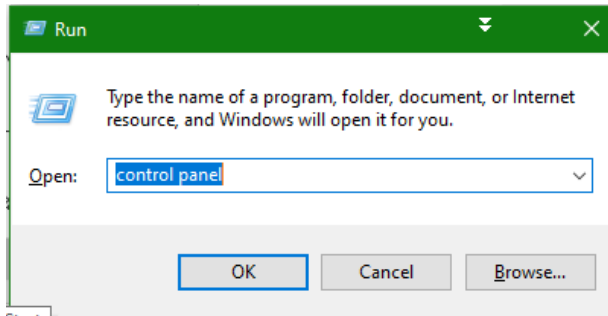 Run
Type the name of a program, folder, document, or Internet
resource, and Windows will open it for you.
Open:
control panel
OK
Cancel
Browse...